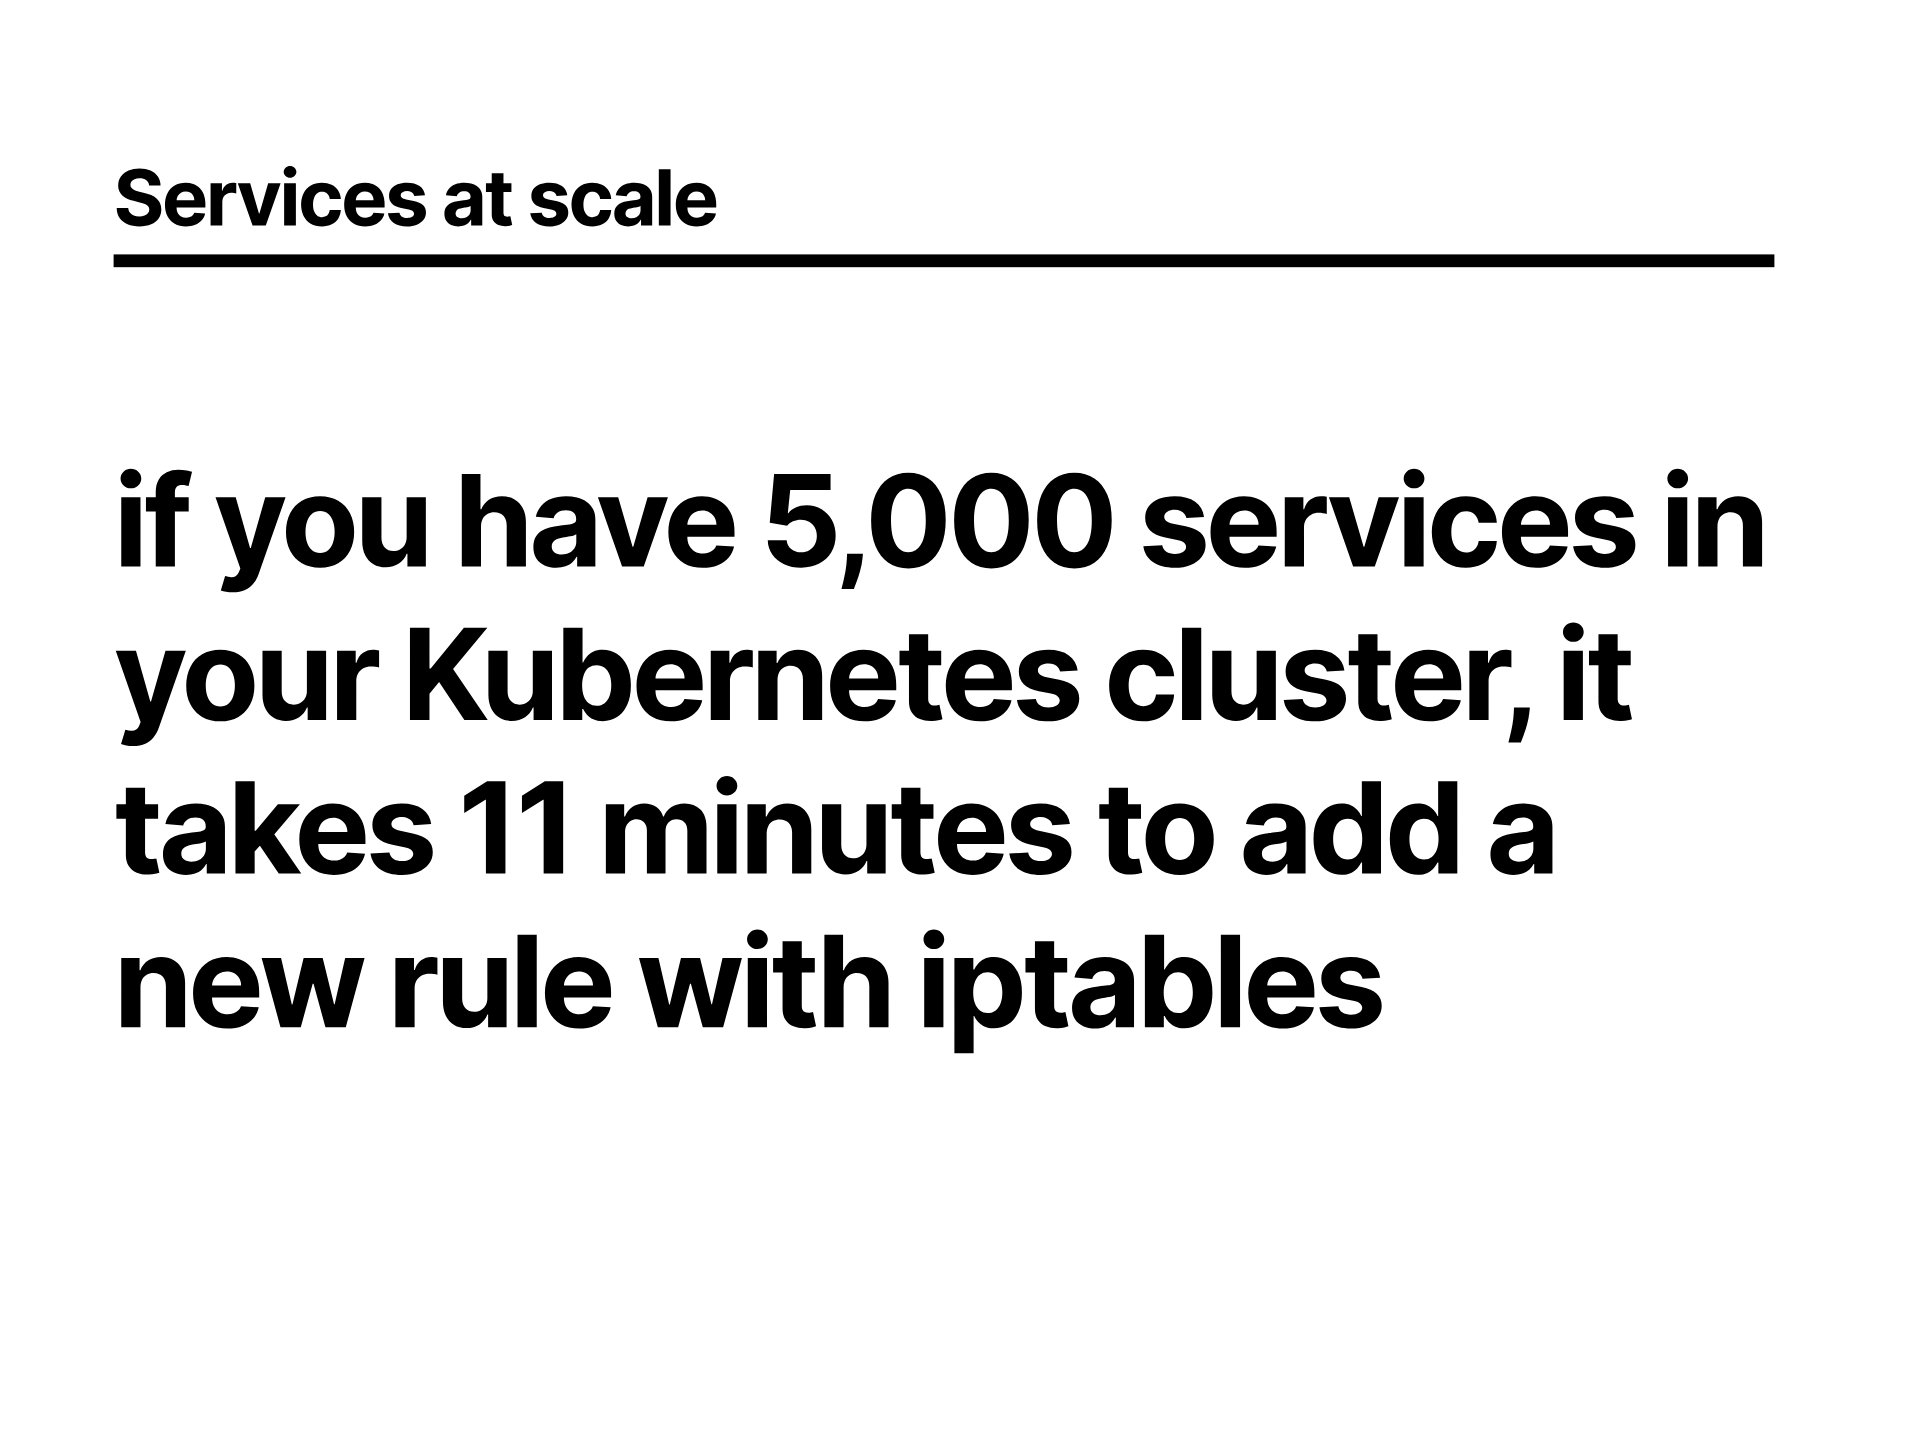 Services at scale
if you have 5,000 services in
your Kubernetes cluster, it
takes 11 minutes to add a
new rule with iptables